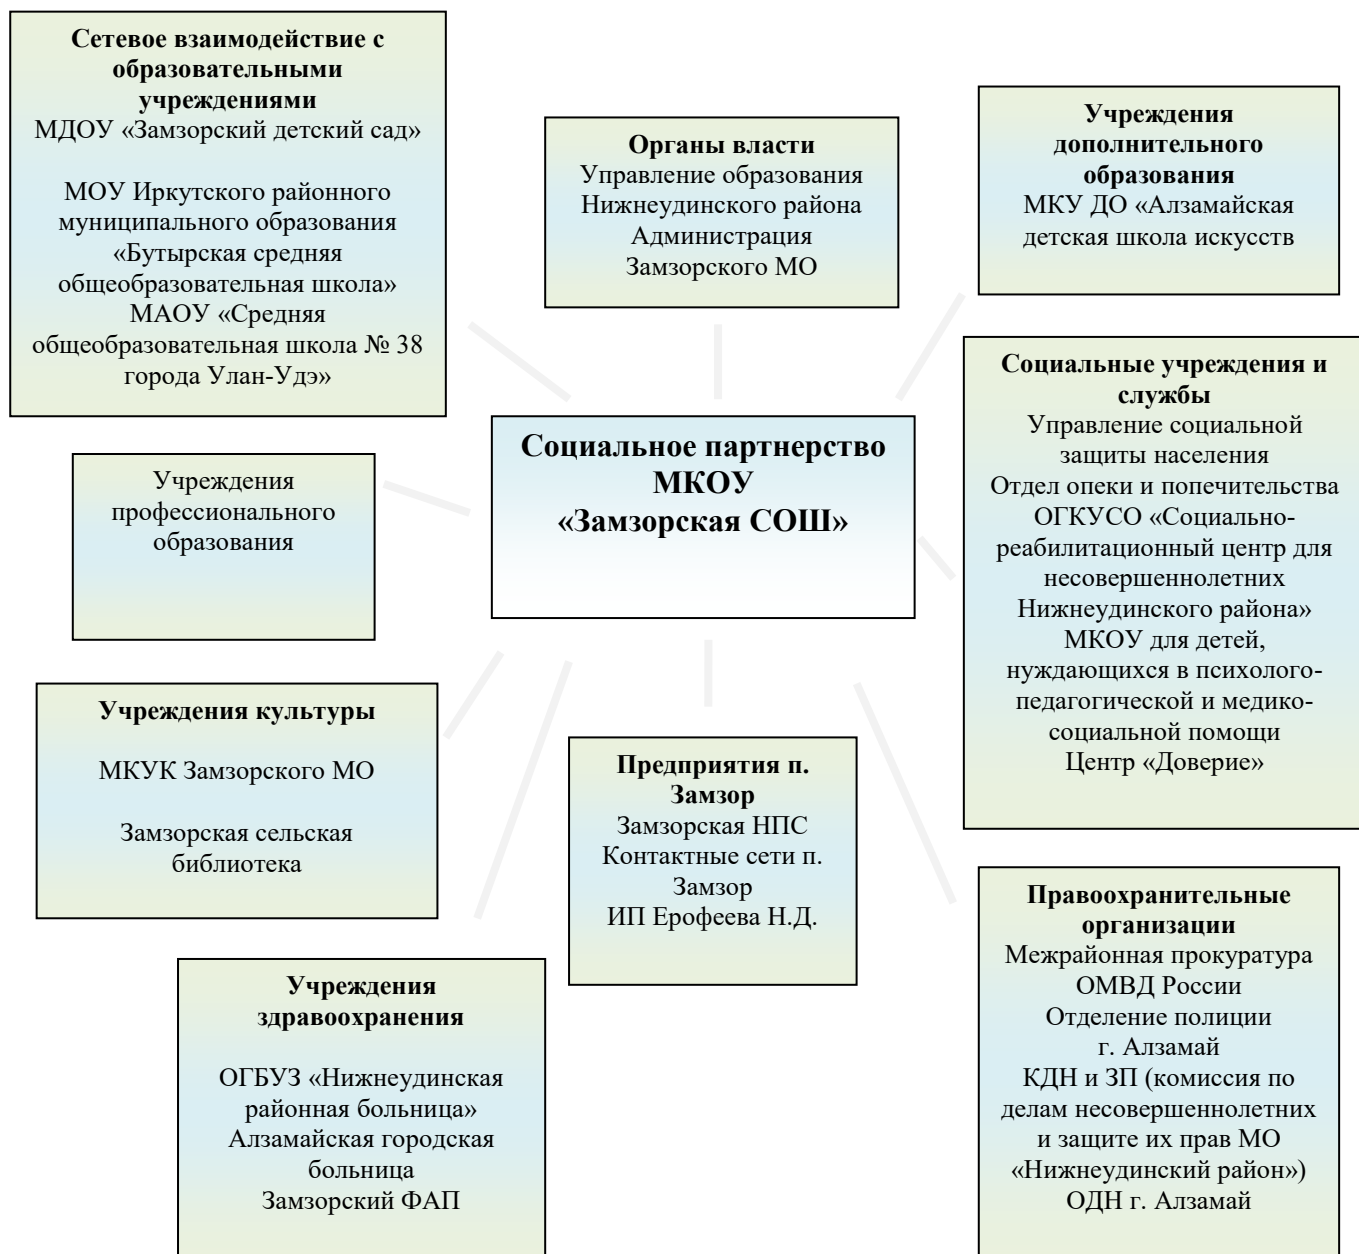 Сетевое взаимодействие с
образовательными
учреждениями
МДОУ «Замзорский детский сад»
МОУ Иркутского районного
муниципального образования
«Бутырская средняя
общеобразовательная школа»
МАОУ «Средняя
общеобразовательная школа № 38
города Улан-Удэ»
Органы власти
Управление образования
Нижнеудинского района
Администрация
Замзорского МО
Учреждения
дополнительного
образования
МКУ ДО «Алзамайская
детская школа искусств
Социальное партнерство
МКОУ
«Замзорская СОШ»
Социальные учреждения и
службы
Управление социальной
защиты населения
Отдел опеки и попечительства
ОГКУСО «Социально-
реабилитационный центр для
несовершеннолетних
Нижнеудинского района»
МКОУ для детей,
нуждающихся в психолого-
педагогической и медико-
социальной помощи
Центр «Доверие»
Учреждения
профессионального
образования
Учреждения культуры
МКУК Замзорского МО
Замзорская сельская
библиотека
Предприятия п.
Замзор
Замзорская НПС
Контактные сети п.
Замзор
ИП Ерофеева Н.Д.
Правоохранительные
организации
Межрайонная прокуратура
ОМВД России
Отделение полиции
г. Алзамай
КДН и ЗП (комиссия по
делам несовершеннолетних
и защите их прав МО
«Нижнеудинский район»)
ОДН г. Алзамай
Учреждения
здравоохранения
ОГБУЗ «Нижнеудинская
районная больница»
Алзамайская городская
больница
Замзорский ФАП